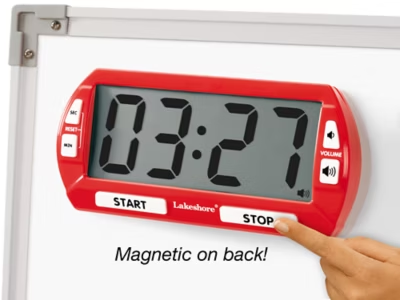 03:27
SEC
RESET
MIN
VOLUME
START
Lakeshore®
STOP
Magnetic on back!